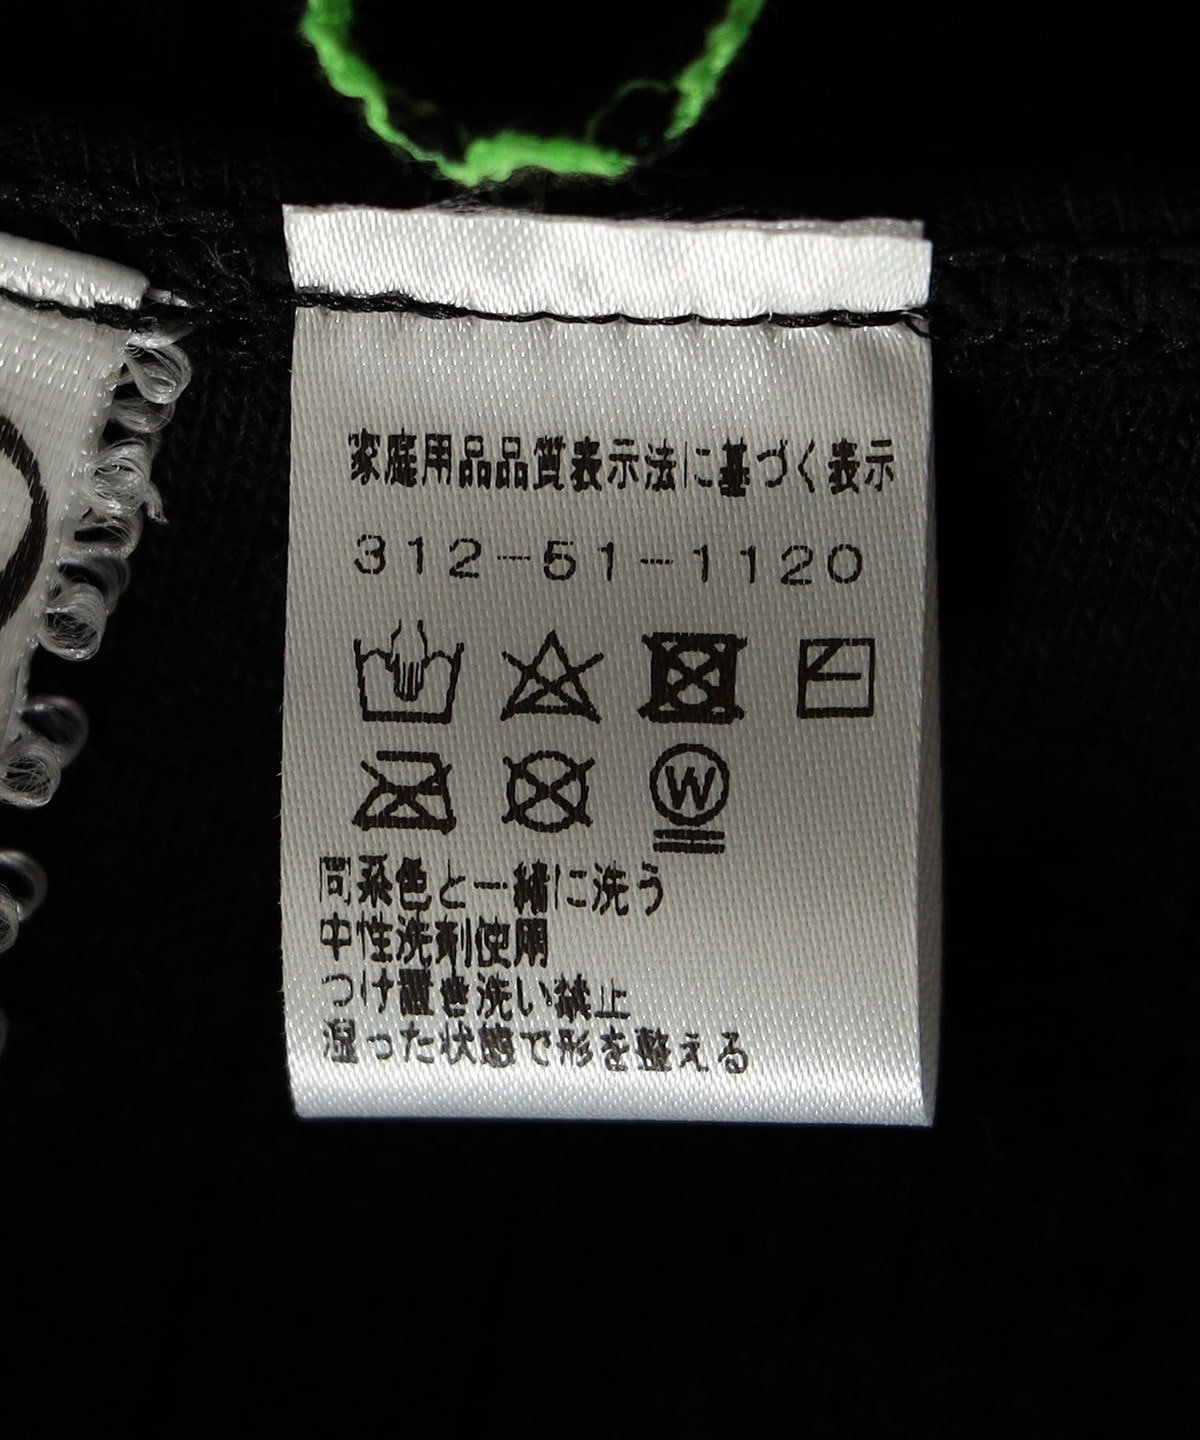 家庭用品品質表示法に基づく表示
312-51-1120
W
同系色と一緒に洗う
中性洗剤使用
つけ置き洗い禁止
湿った状態で形を整える